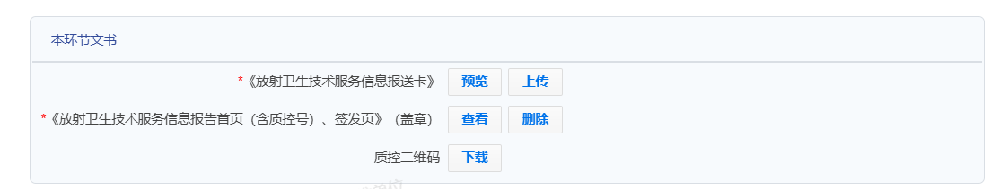 本环节文书
*《放射卫生技术服务信息报送卡》 预览 上传
*《放射卫生技术服务信息报告首页（含质控号）、签发页》（盖章） 查看 删除
质控二维码 下载